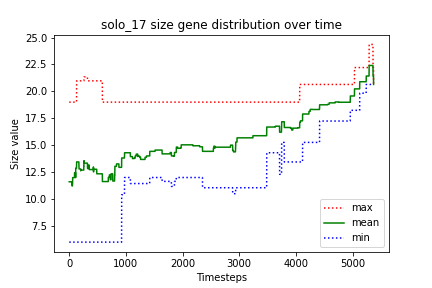 solo_17 size gene distribution over time
25.0
22.5
20.0
17.5
15.0
12.5
10.0
7.5
Size value
0 1000 2000 3000 4000 5000
Timesteps
max
mean
min